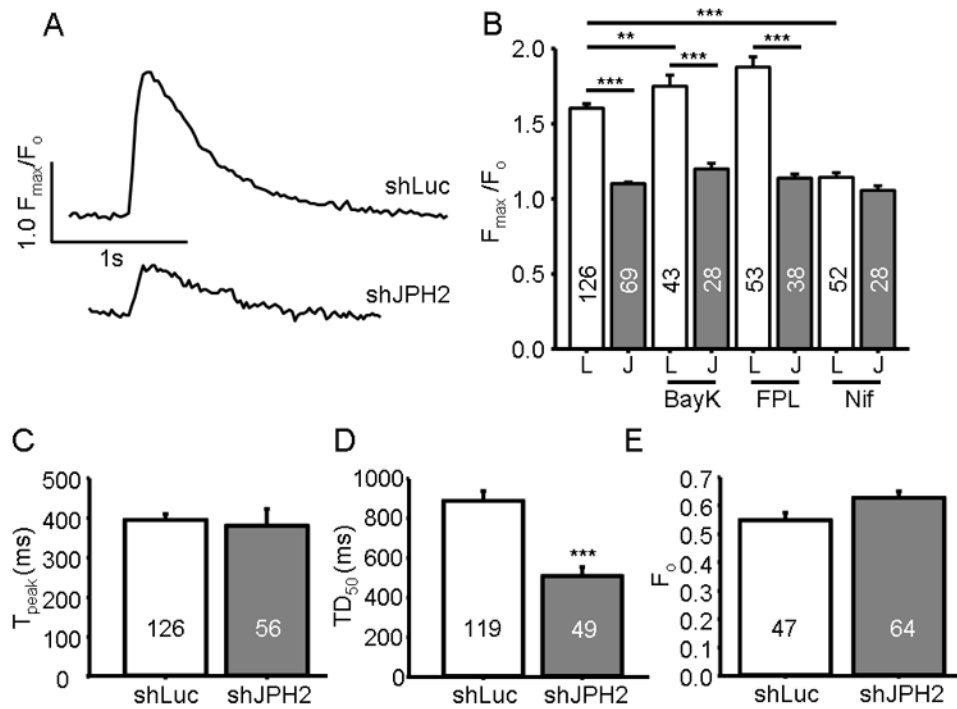 A
shLuc
1.0 Fmax/Fo
1s
shJPH2
B
***
**
***
***
***
2.0
1.5
1.0
0.5
0.0
Fmax/Fo
126
69
43
28
53
38
52
28
L J L J L J L J
BayK FPL Nif
C
500
400
300
200
100
0
Tpeak (ms)
126
56
shLuc shJPH2
D
1000
800
600
400
200
0
TD50 (ms)
***
119
49
shLuc shJPH2
E
0.7
0.6
0.5
0.4
0.3
0.2
0.1
0.0
Fo
47
64
shLuc shJPH2